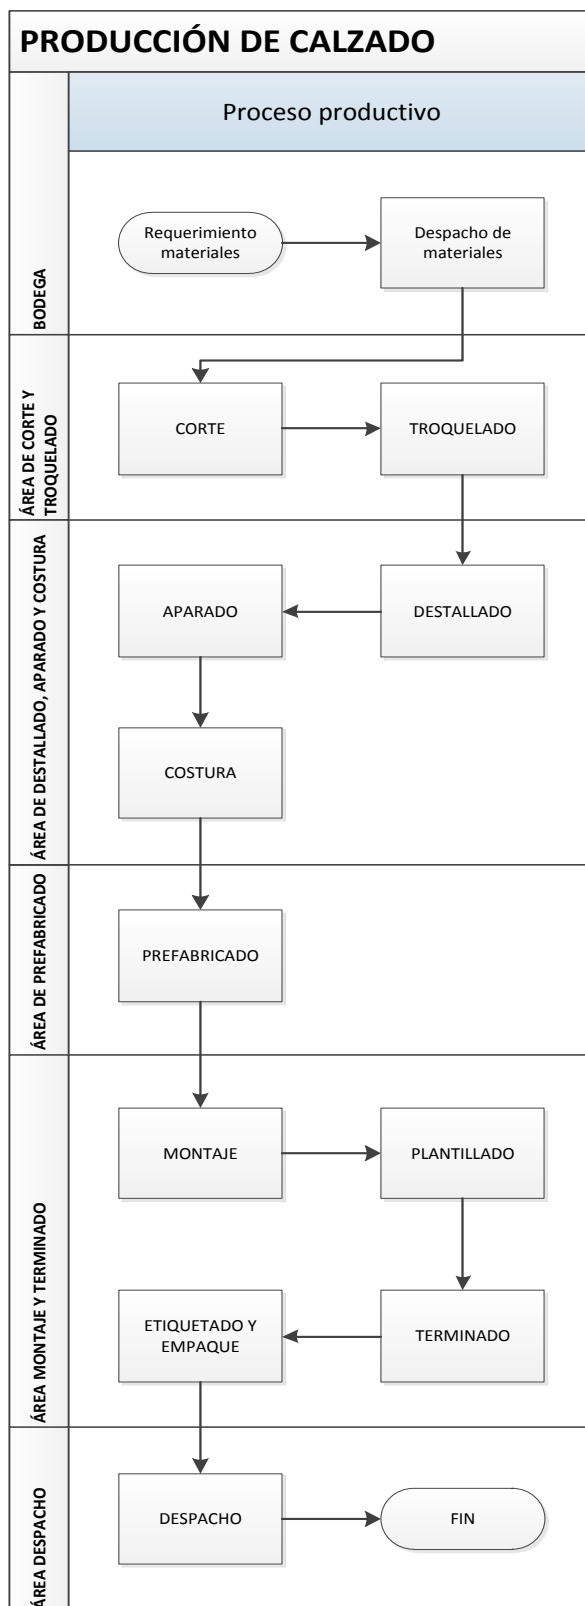 PRODUCCIÓN DE CALZADO
Proceso productivo
BODEGA
Requerimiento
materiales
Despacho de
materiales
ÁREA DE CORTE Y
TROQUELADO
CORTE
TROQUELADO
ÁREA DE DESTALLADO, APARADO Y COSTURA
APARADO
DESTALLADO
COSTURA
ÁREA DE PREFABRICADO
PREFABRICADO
ÁREA MONTAJE Y TERMINADO
MONTAJE
PLANTILLADO
ETIQUETADO Y
EMPAQUE
TERMINADO
ÁREA DESPACHO
DESPACHO
FIN